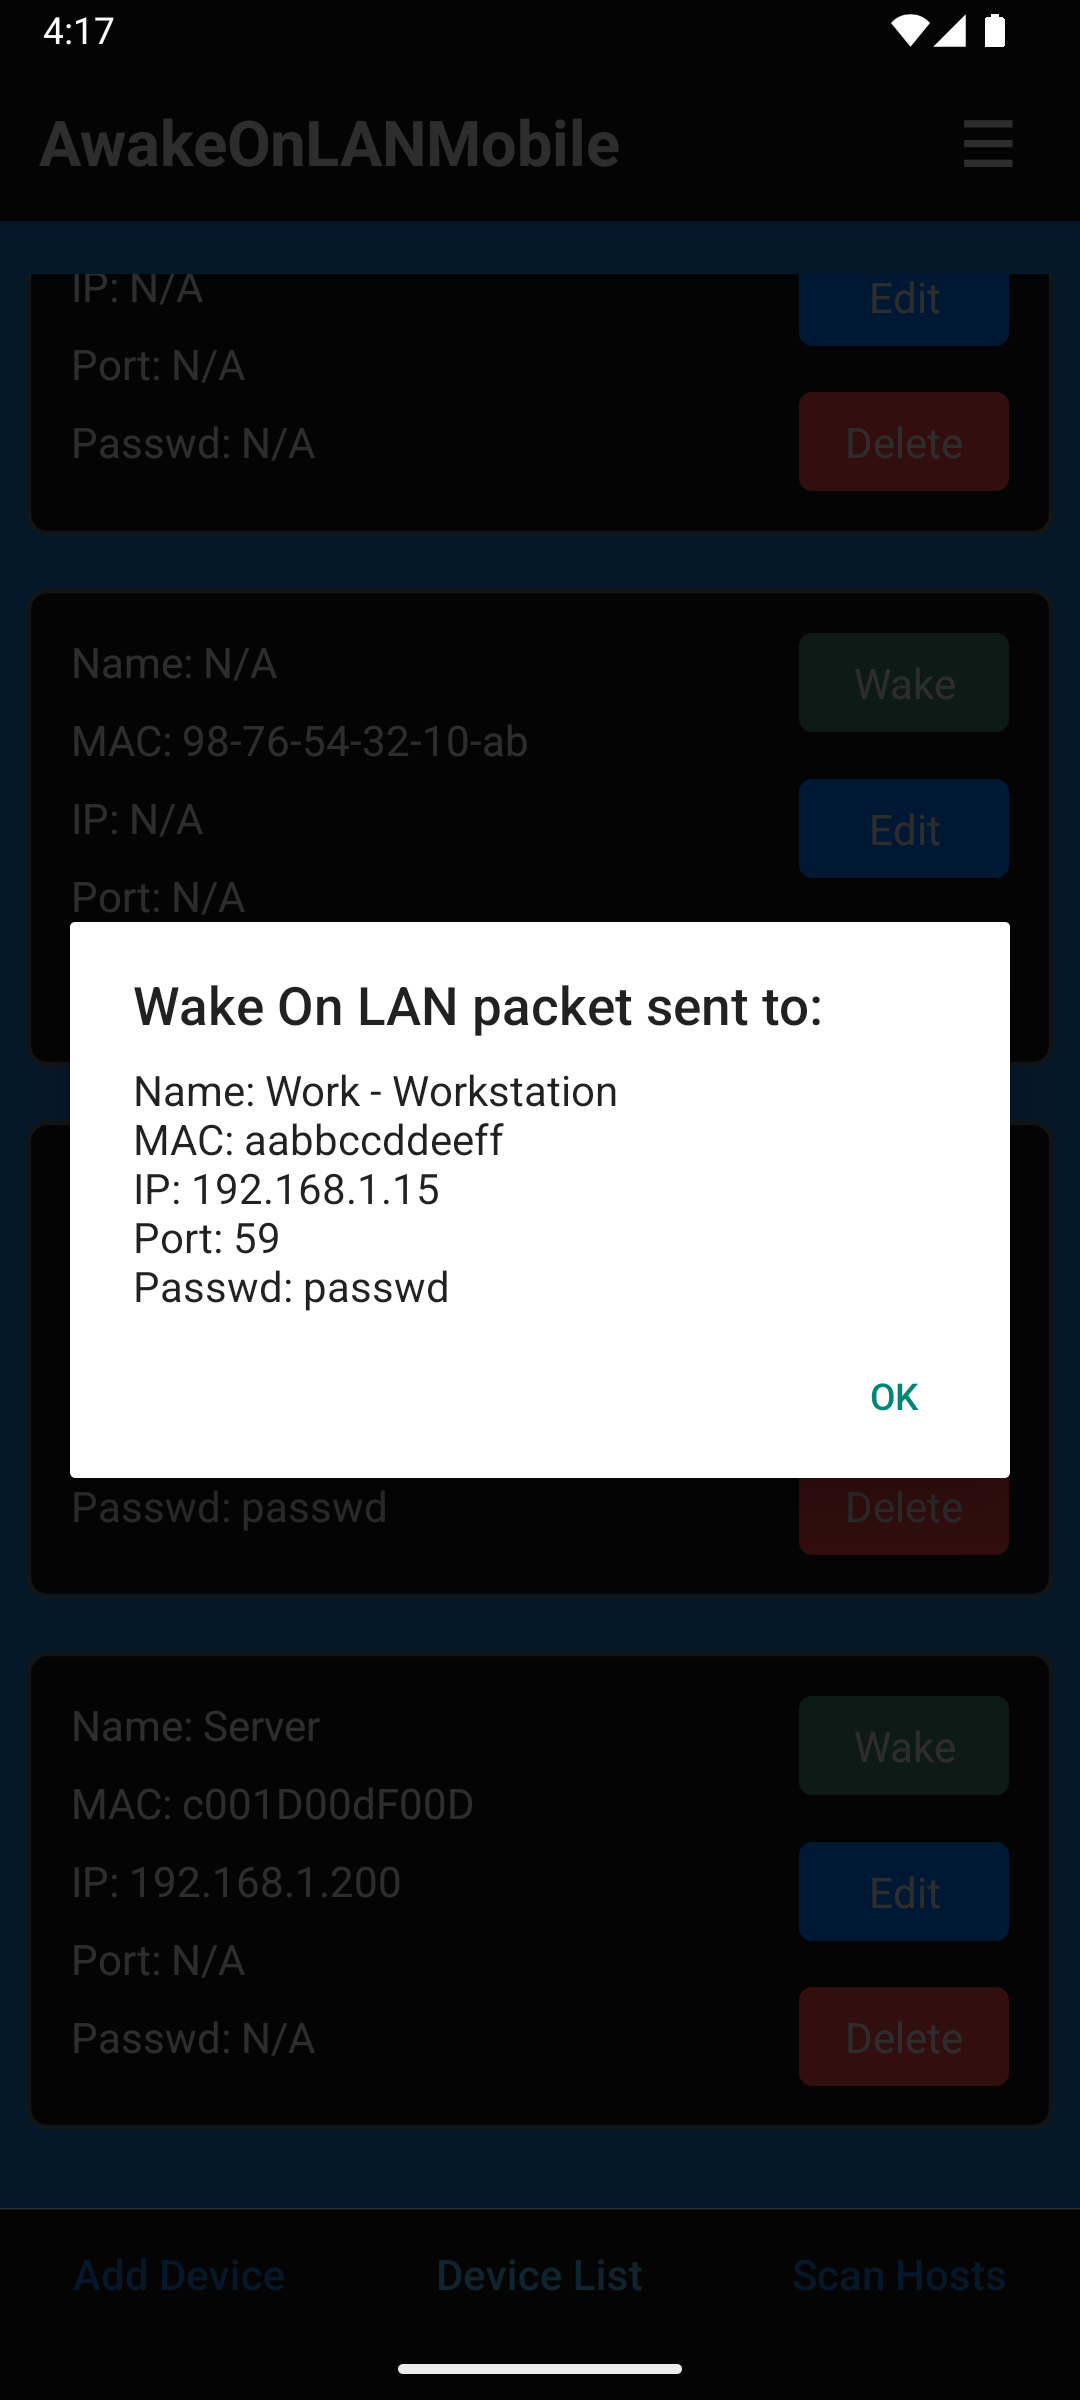 4:17
AwakeOnLANMobile
IP: N/A
Edit
Port: N/A
Passwd: N/A
Delete
Name: N/A
Wake
MAC: 98-76-54-32-10-ab
IP: N/A
Edit
Port: N/A
Wake On LAN packet sent to:
Name: Work - Workstation
MAC: aabbccddeeff
IP: 192.168.1.15
Port: 59
Passwd: passwd
OK
Passwd: passwd
Delete
Name: Server
Wake
MAC: c001D00dF00D
IP: 192.168.1.200
Edit
Port: N/A
Passwd: N/A
Delete
Add Device
Device List
Scan Hosts